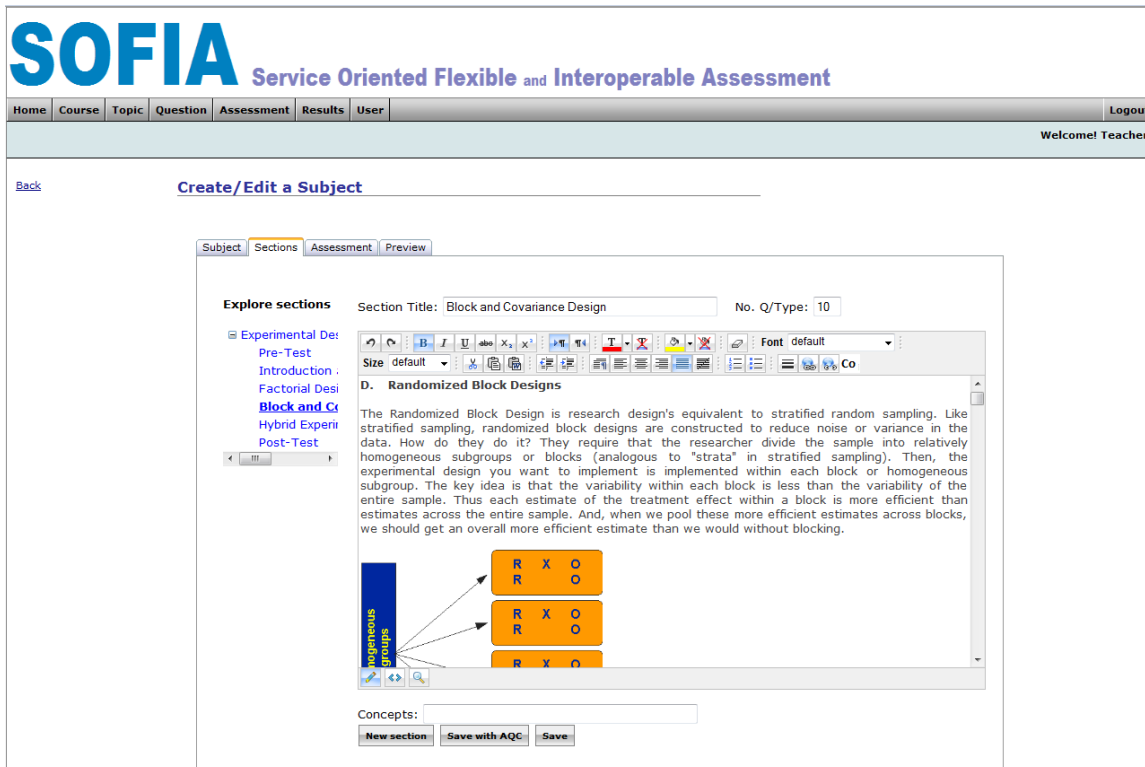 SOFIA Service Oriented Flexible and Interoperable Assessment
Home Course Topic Question Assessment Results User Logout
Welcome! Teacher
Back
Create/Edit a Subject
Subject Sections Assessment Preview
Explore sections
Section Title: Block and Covariance Design No. Q/Type: 10
Experimental Des
Pre-Test
Introduction
Factorial Desi
Block and Co
Hybrid Experim
Post-Test
B I U abc X₂ X² T T Font default
Size default Co
D. Randomized Block Designs
The Randomized Block Design is research design's equivalent to stratified random sampling. Like
stratified sampling, randomized block designs are constructed to reduce noise or variance in the
data. How do they do it? They require that the researcher divide the sample into relatively
homogeneous subgroups or blocks (analogous to "strata" in stratified sampling). Then, the
experimental design you want to implement is implemented within each block or homogeneous
subgroup. The key idea is that the variability within each block is less than the variability of the
entire sample. Thus each estimate of the treatment effect within a block is more efficient than
estimates across the entire sample. And, when we pool these more efficient estimates across blocks,
we should get an overall more efficient estimate than we would without blocking.
R X O
R O
R X O
R O
R X O
mogeneous
groups
Concepts:
New section Save with AQC Save